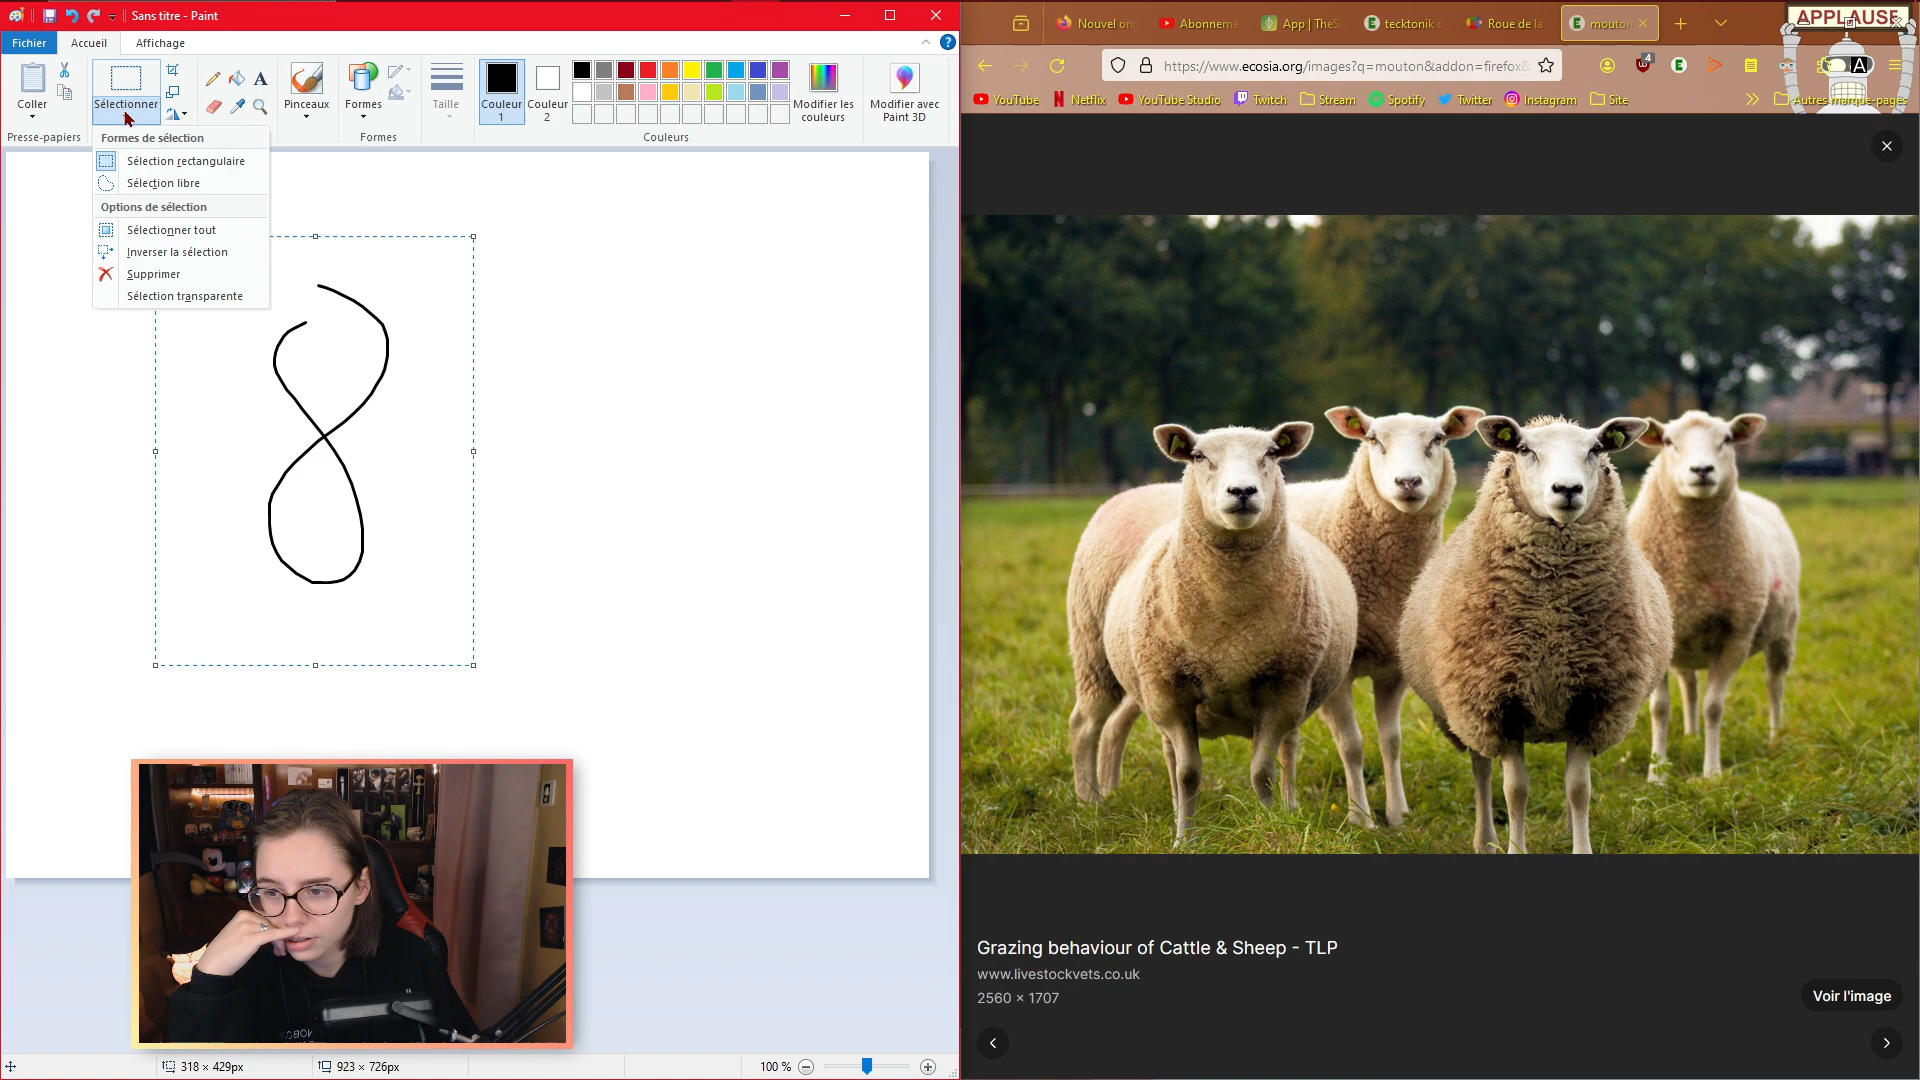 Sans titre - Paint
Fichier
Accueil
Affichage
Coller
Sélectionner
Pinceaux
Formes
Taille
Couleur 1
Couleur 2
Modifier les couleurs
Modifier avec Paint 3D
Presse-papiers
Formes
Couleurs
Formes de sélection
Sélection rectangulaire
Sélection libre
Options de sélection
Sélectionner tout
Inverser la sélection
Supprimer
Sélection transparente
318 × 429px
923 × 726px
100 %
Nouvel on
Abonneme
App | TheS
tecktonik
Roue de la
mouton
APPLAUSE
https://www.ecosia.org/images?q=mouton&addon=firefox&
4
A
YouTube
Netflix
YouTube Studio
Twitch
Stream
Spotify
Twitter
Instagram
Site
Autres marque-pages
Grazing behaviour of Cattle & Sheep - TLP
www.livestockvets.co.uk
2560 × 1707
Voir l'image